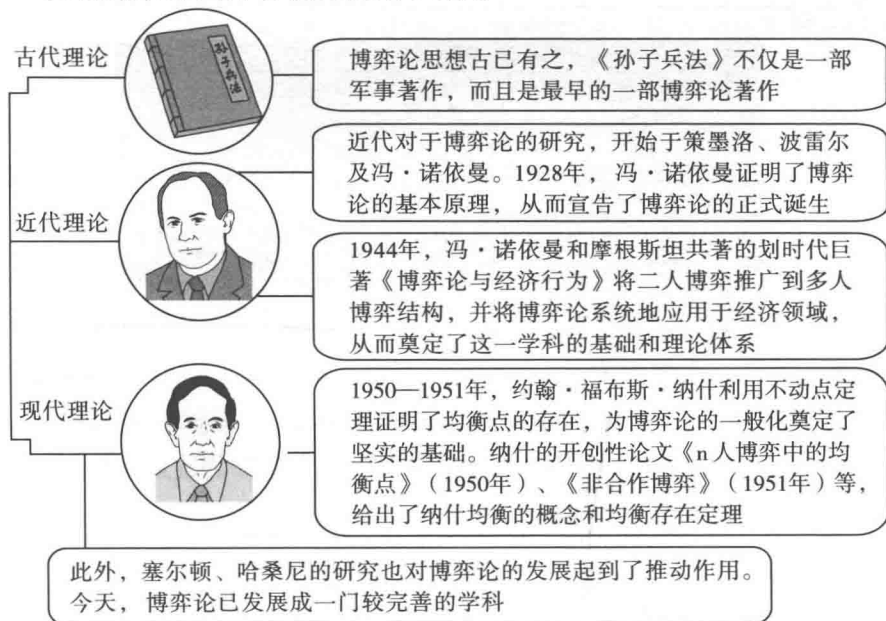 古代理论
孙子兵法
博弈论思想古已有之，《孙子兵法》不仅是一部
军事著作，而且是最早的一部博弈论著作
近代理论
近代对于博弈论的研究，开始于策墨洛、波雷尔
及冯·诺依曼。1928年，冯·诺依曼证明了博弈
论的基本原理，从而宣告了博弈论的正式诞生
1944年，冯·诺依曼和摩根斯坦共著的划时代巨
著《博弈论与经济行为》将二人博弈推广到多人
博弈结构，并将博弈论系统地应用于经济领域，
从而奠定了这一学科的基础和理论体系
现代理论
1950—1951年，约翰·福布斯·纳什利用不动点定
理证明了均衡点的存在，为博弈论的一般化奠定了
坚实的基础。纳什的开创性论文《n人博弈中的均
衡点》（1950年）、《非合作博弈》（1951年）等，
给出了纳什均衡的概念和均衡存在定理
此外，塞尔顿、哈桑尼的研究也对博弈论的发展起到了推动作用。
今天，博弈论已发展成一门较完善的学科